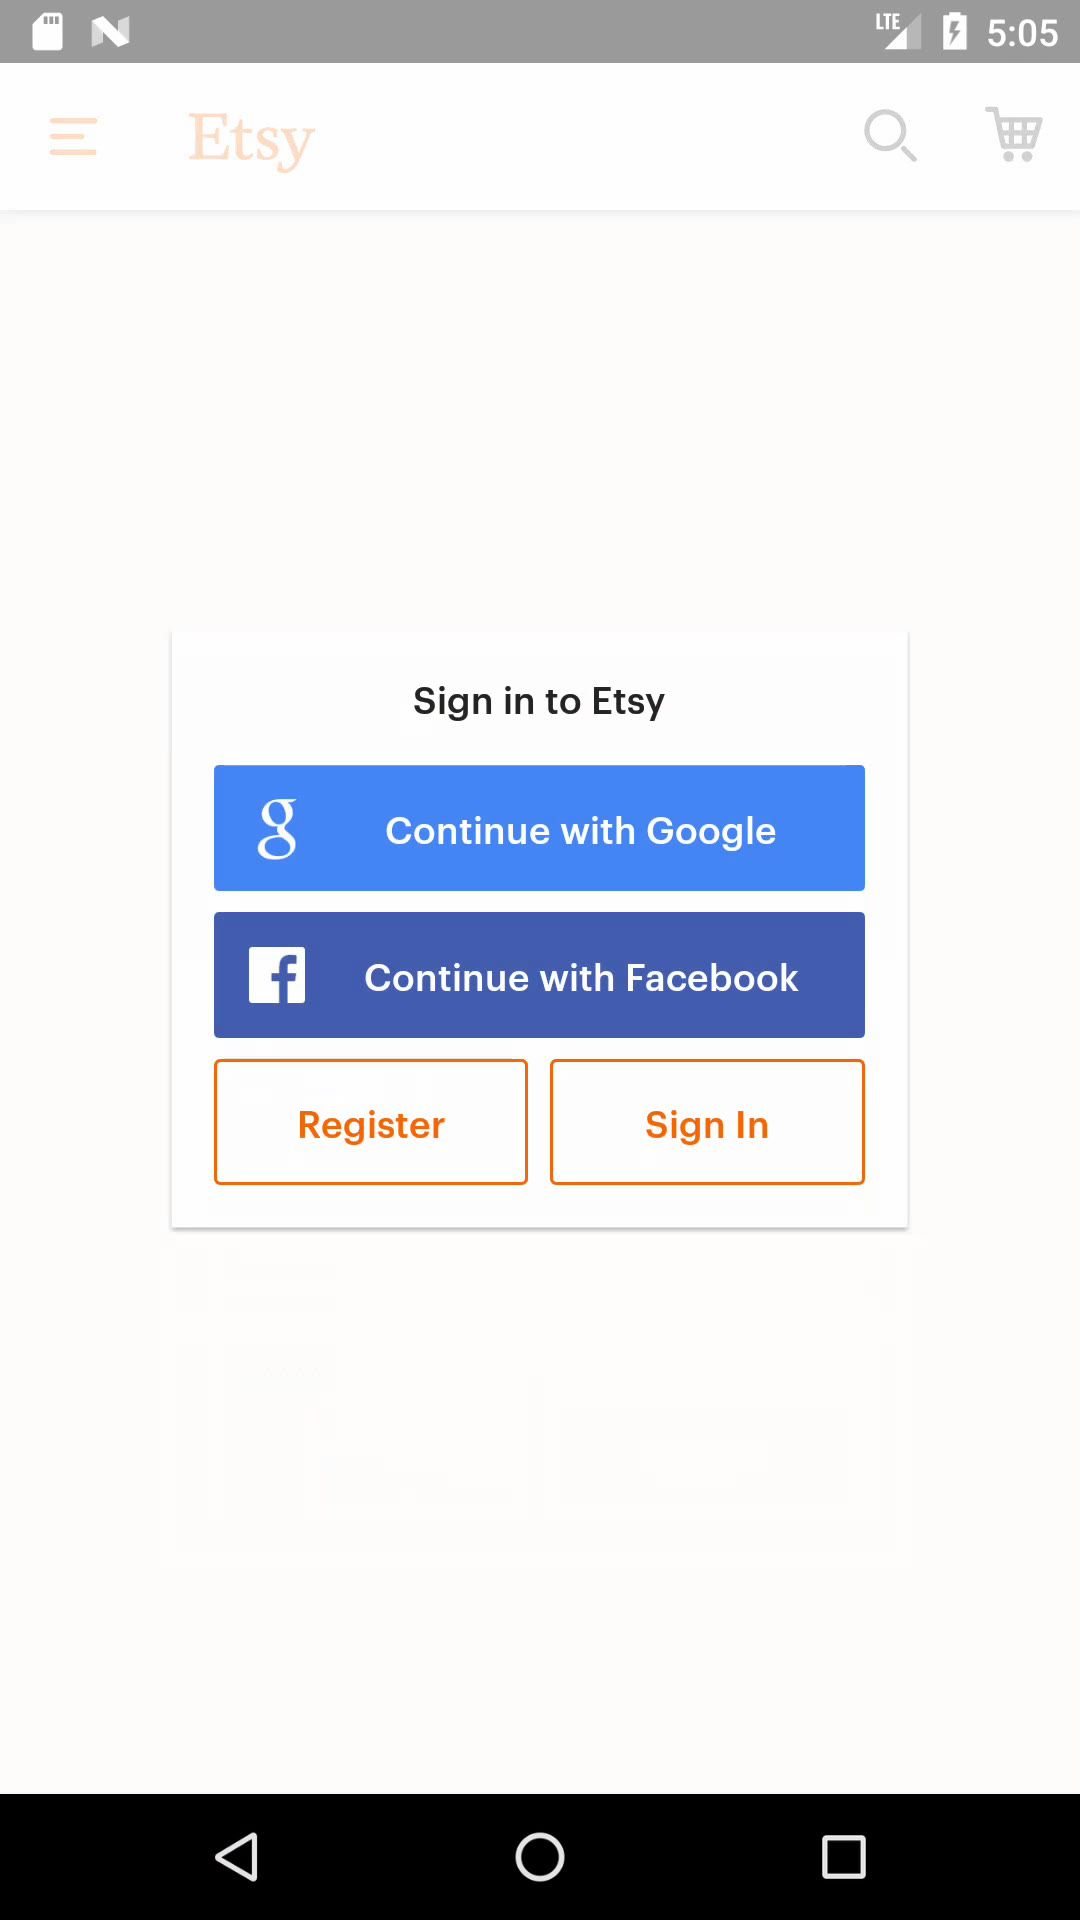 LTE 5:05
Etsy
Sign in to Etsy
Continue with Google
Continue with Facebook
Register Sign In